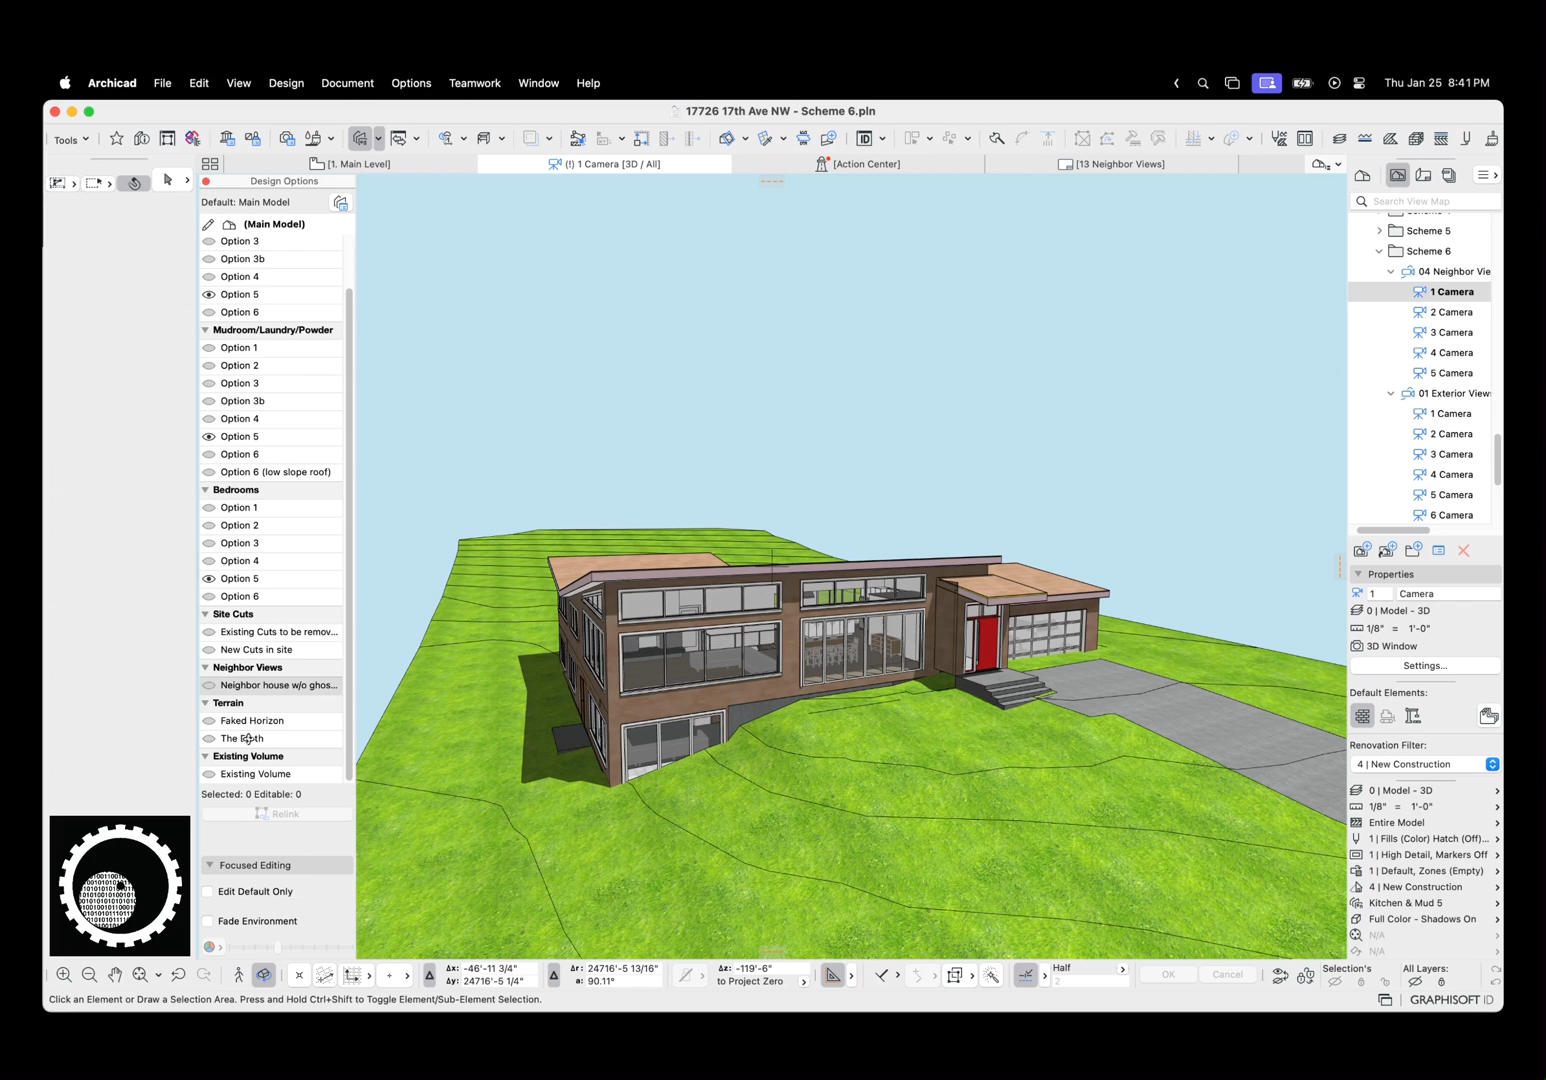 Archicad File Edit View Design Document Options Teamwork Window Help
Thu Jan 25 8:41 PM
17726 17th Ave NW - Scheme 6.pln
Tools
[1. Main Level]
(!) 1 Camera [3D / All]
[Action Center]
[13 Neighbor Views]
Design Options
Default: Main Model
(Main Model)
Option 3
Option 3b
Option 4
Option 5
Option 6
Mudroom/Laundry/Powder
Option 1
Option 2
Option 3
Option 3b
Option 4
Option 5
Option 6
Option 6 (low slope roof)
Bedrooms
Option 1
Option 2
Option 3
Option 4
Option 5
Option 6
Site Cuts
Existing Cuts to be remov...
New Cuts in site
Neighbor Views
Neighbor house w/o ghos...
Terrain
Faked Horizon
The
Existing Volume
Existing Volume
Selected: 0 Editable: 0
Relink
Focused Editing
Edit Default Only
Fade Environment
Search View Map
Scheme 5
Scheme 6
04 Neighbor Vie
1 Camera
2 Camera
3 Camera
4 Camera
5 Camera
01 Exterior View
1 Camera
2 Camera
3 Camera
4 Camera
5 Camera
6 Camera
Properties
1 Camera
0 | Model - 3D
1/8" = 1'-0"
3D Window
Settings...
Default Elements:
Renovation Filter:
4 | New Construction
0 | Model - 3D
1/8" = 1'-0"
Entire Model
1 | Fills (Color) Hatch (Off)...
1 | High Detail, Markers Off
1 | Default, Zones (Empty)
4 | New Construction
Kitchen & Mud 5
Full Color - Shadows On
N/A
N/A
Δx: -46'-11 3/4"
Δy: 24716'-5 1/4"
Δr: 24716'-5 13/16"
a: 90.11°
Δz: -119'-6"
to Project Zero
Half
2
OK
Cancel
Selection's
All Layers:
Click an Element or Draw a Selection Area. Press and Hold Ctrl+Shift to Toggle Element/Sub-Element Selection.
GRAPHISOFT ID